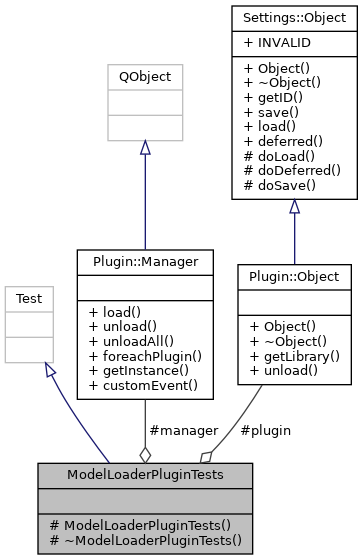 Settings::Object
+ INVALID
+ Object()
+ ~Object()
+ getID()
+ save()
+ load()
+ deferred()
# doLoad()
# doDeferred()
# doSave()
QObject
Plugin::Manager
+ load()
+ unload()
+ unloadAll()
+ foreachPlugin()
+ getInstance()
+ customEvent()
Plugin::Object
+ Object()
+ ~Object()
+ getLibrary()
+ unload()
Test
#manager
#plugin
ModelLoaderPluginTests
# ModelLoaderPluginTests()
# ~ModelLoaderPluginTests()